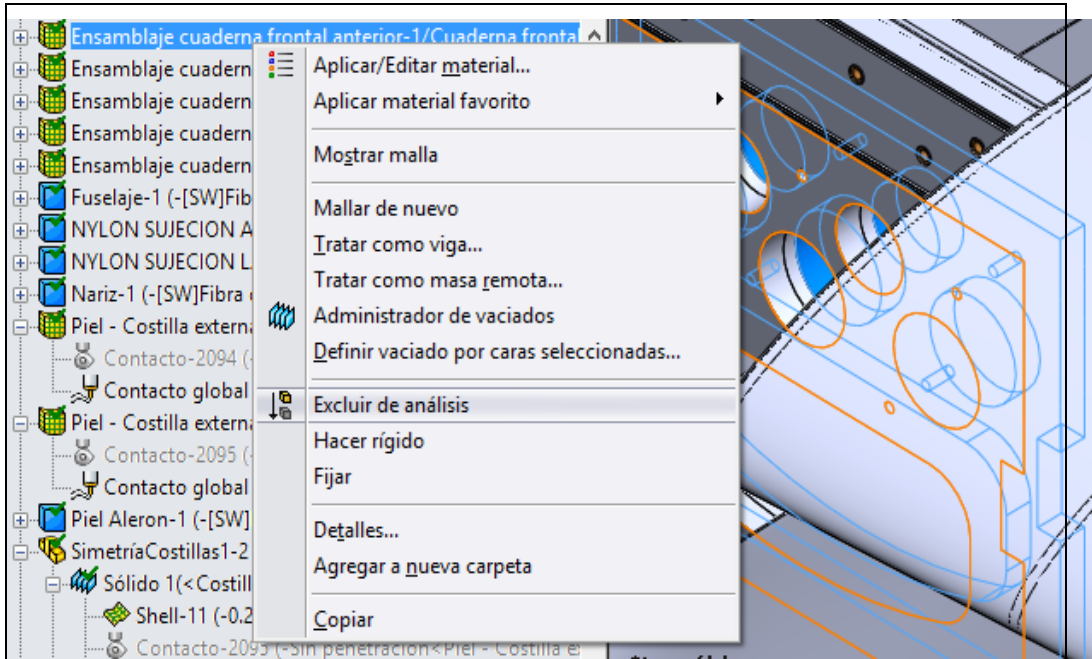 Ensamblaje cuaderna frontal anterior-1/Cuaderna frontal
Ensamblaje cuadern
Ensamblaje cuadern
Ensamblaje cuadern
Ensamblaje cuadern
Fuselaje-1 (-[SW]Fib
NYLON SUJECION A
NYLON SUJECION L
Nariz-1 (-[SW]Fibra
Piel - Costilla extern
Contacto-2094 (
Contacto global
Piel - Costilla extern
Contacto-2095 (
Contacto global
Piel Aleron-1 (-[SW]
SimetríaCostillas1-2
Sólido 1(<Costill
Shell-11 (-0.2
Contacto-2093 (-Sin penetración<Piel - Costilla e
Aplicar/Editar material...
Aplicar material favorito
Mostrar malla
Mallar de nuevo
Tratar como viga...
Tratar como masa remota...
Administrador de vaciados
Definir vaciado por caras seleccionadas...
Excluir de análisis
Hacer rígido
Fijar
Detalles...
Agregar a nueva carpeta
Copiar